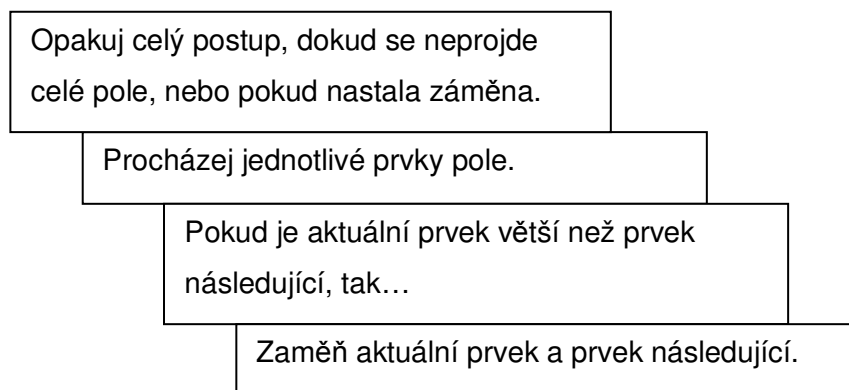 Opakuj celý postup, dokud se neprojde
celé pole, nebo pokud nastala záměna.
Procházej jednotlivé prvky pole.
Pokud je aktuální prvek větší než prvek
následující, tak…
Zaměň aktuální prvek a prvek následující.